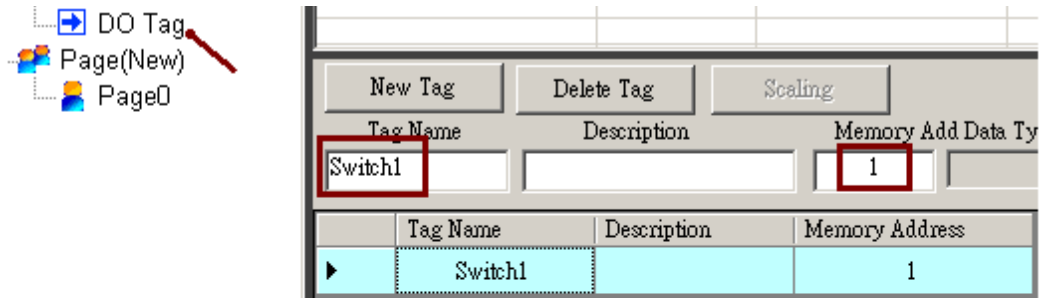 DO Tag
Page(New)
Page0
New Tag Delete Tag Scaling
Tag Name Description Memory Add Data Ty
Switch1 1
Tag Name Description Memory Address
Switch1 1